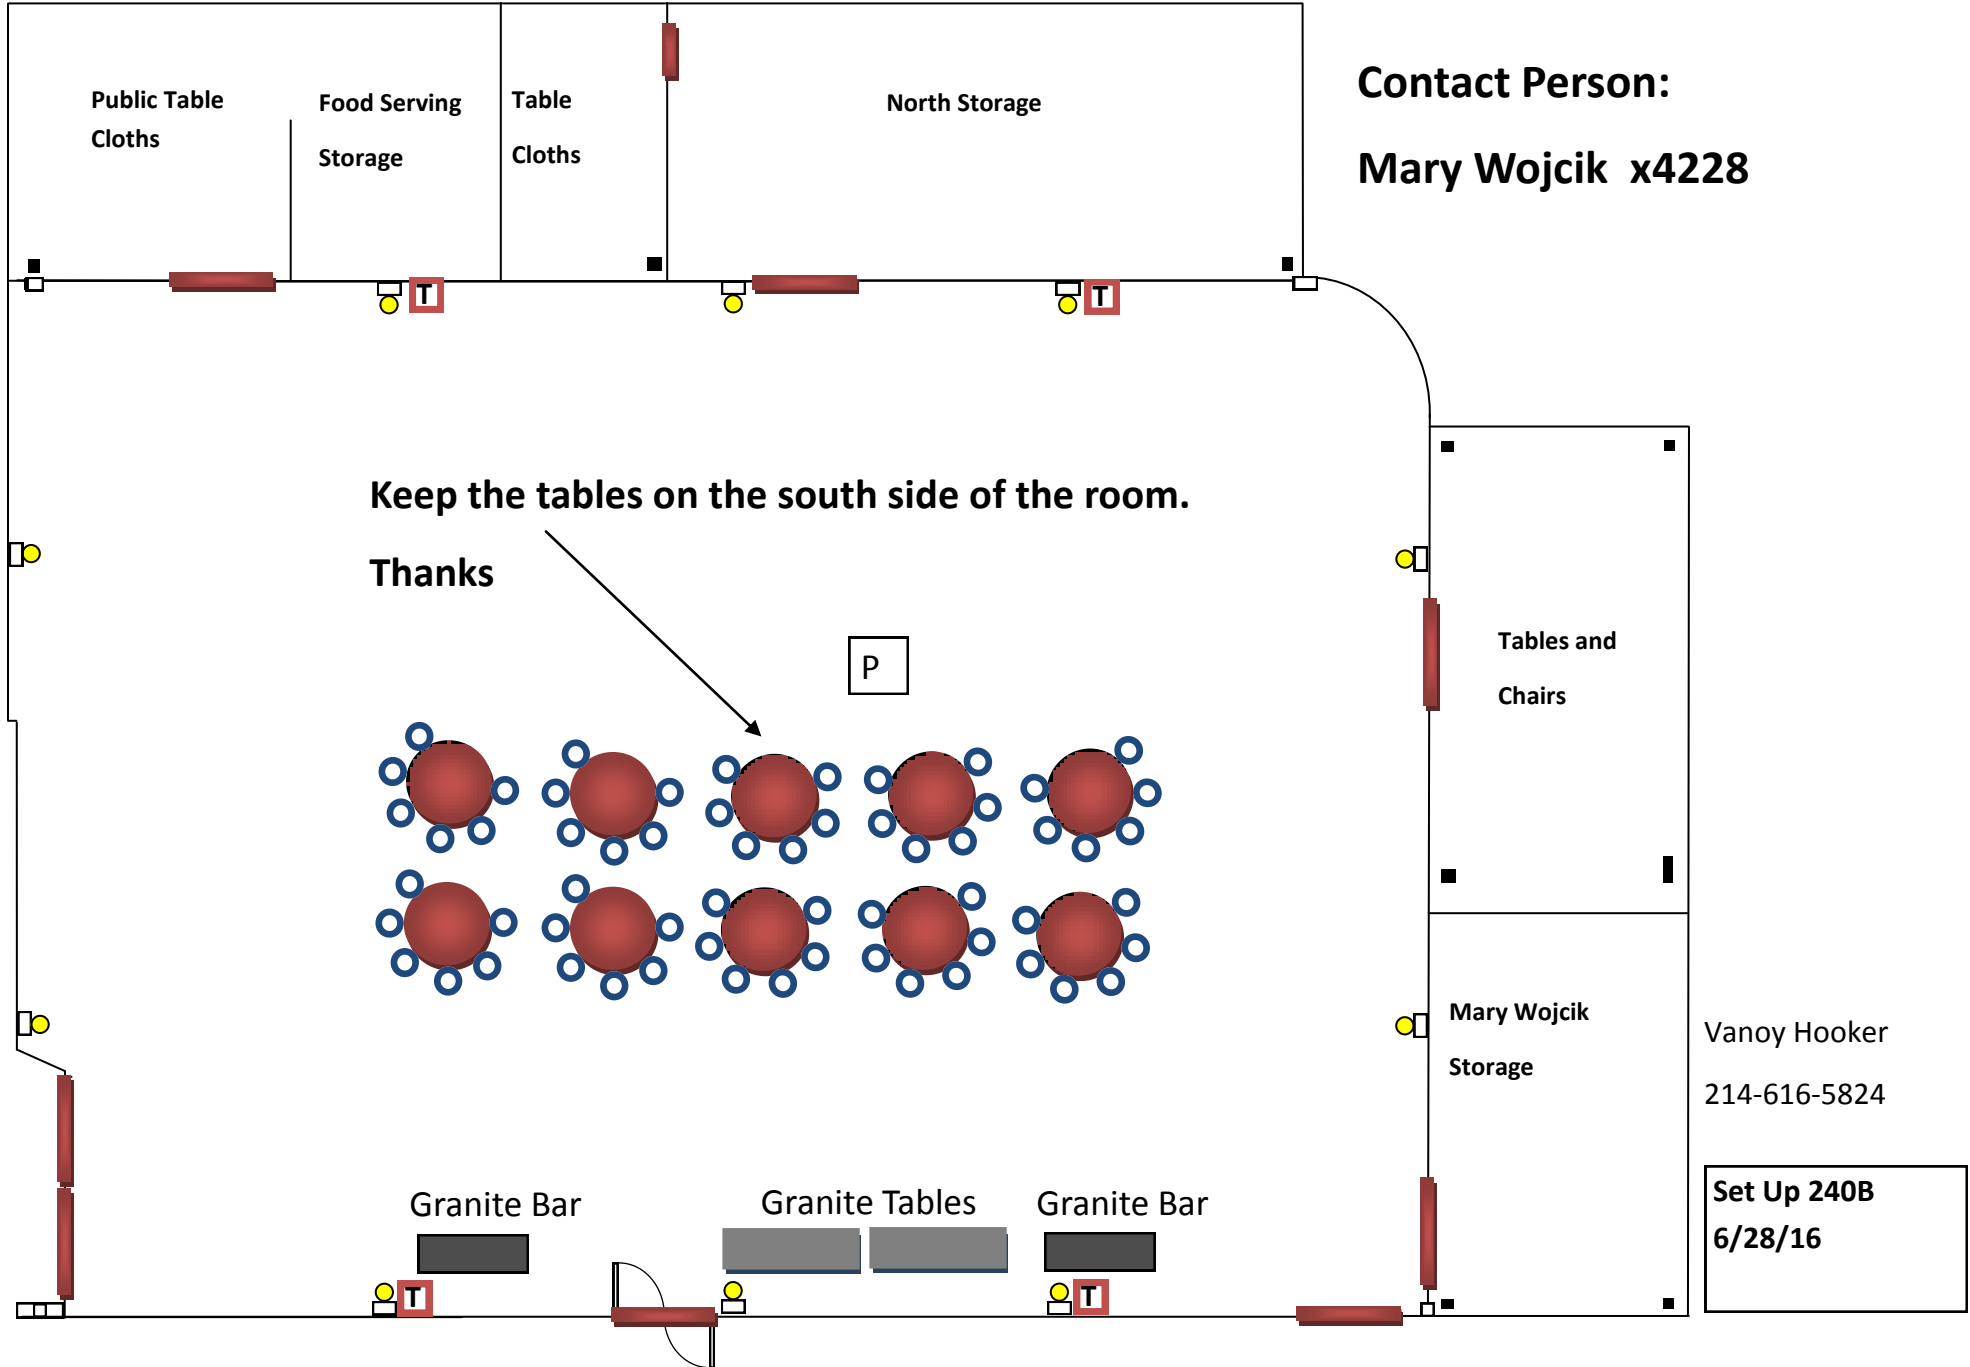 Public Table
Cloths
Food Serving
Storage
Table
Cloths
North Storage
Contact Person:
Mary Wojcik  x4228
T
T
Keep the tables on the south side of the room.
Thanks
P
Tables and
Chairs
Mary Wojcik
Storage
Vanoy Hooker
214-616-5824
Granite Bar
Granite Tables
Granite Bar
Set Up 240B
6/28/16
T
T